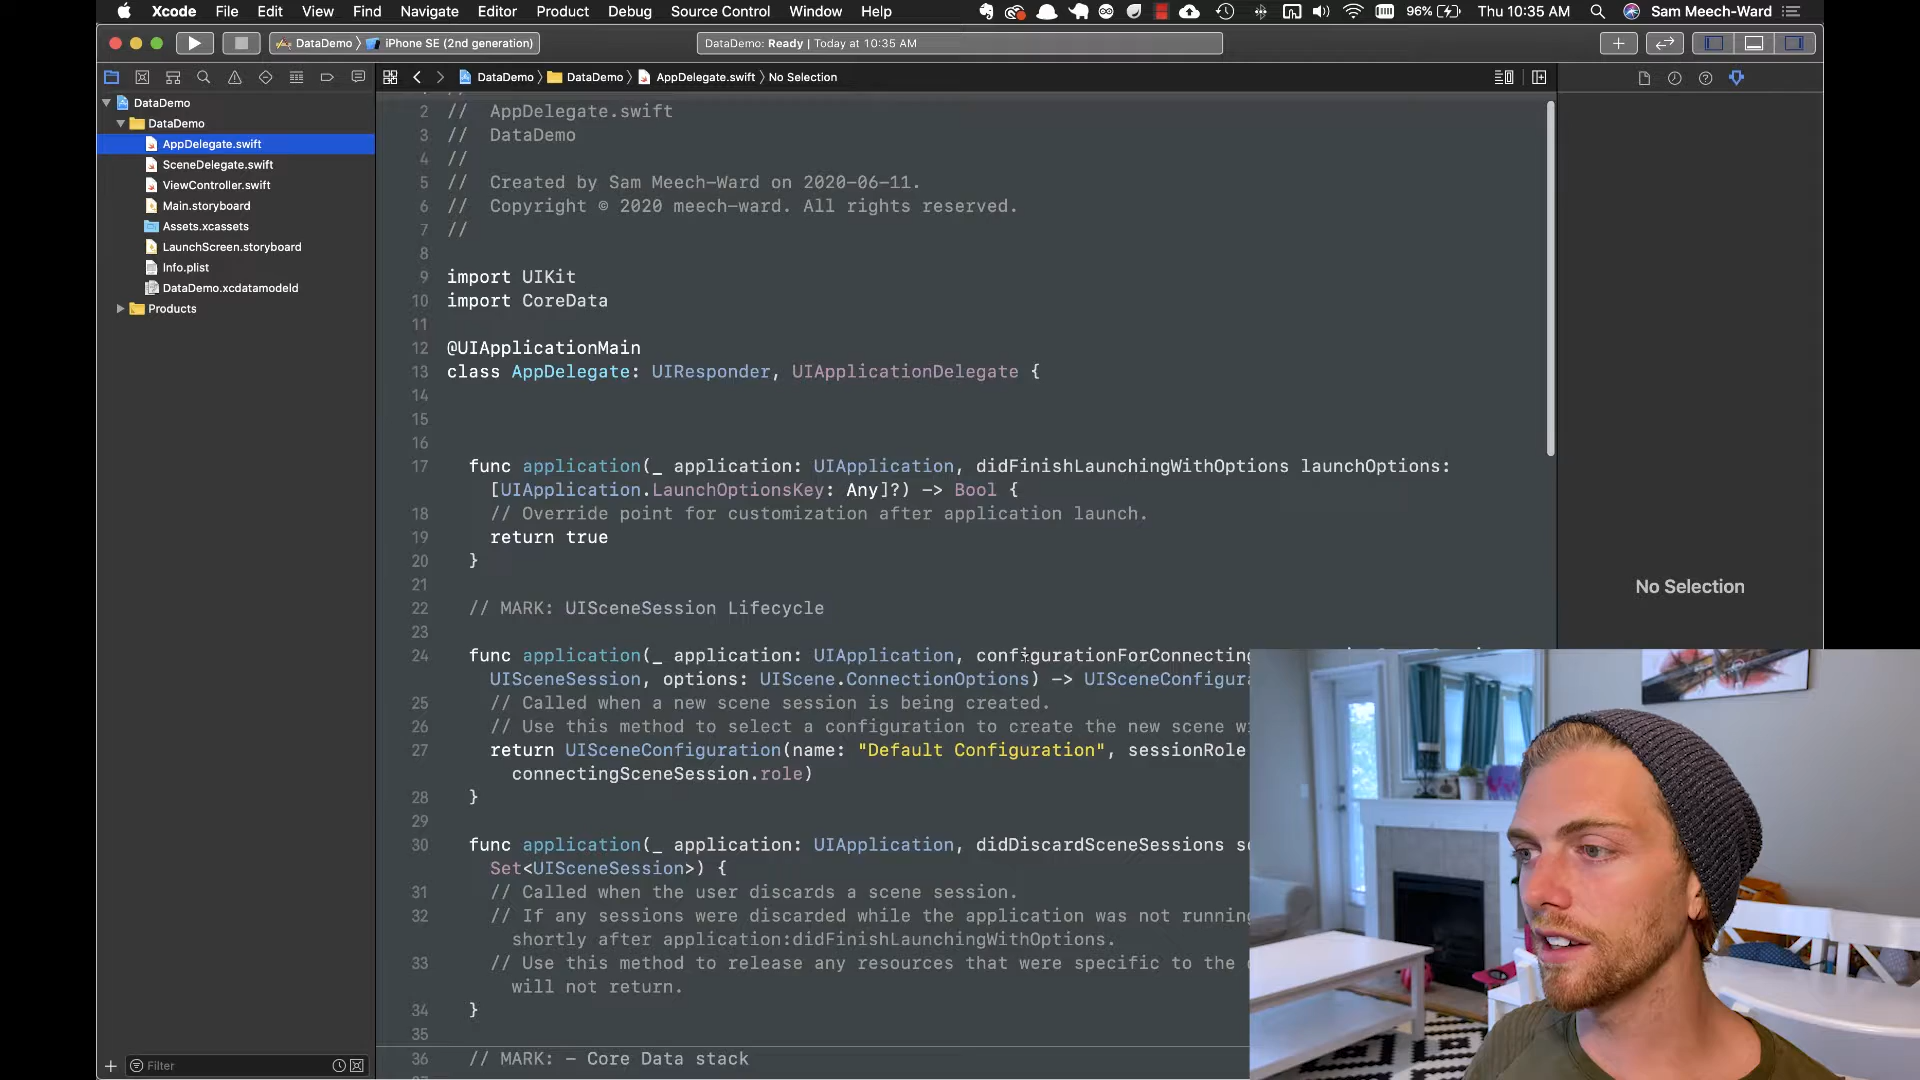 Xcode File Edit View Find Navigate Editor Product Debug Source Control Window Help 96% Thu 10:35 AM Sam Meech-Ward
DataDemo iPhone SE (2nd generation)
DataDemo: Ready | Today at 10:35 AM
DataDemo DataDemo AppDelegate.swift No Selection
DataDemo
DataDemo
AppDelegate.swift
SceneDelegate.swift
ViewController.swift
Main.storyboard
Assets.xcassets
LaunchScreen.storyboard
Info.plist
DataDemo.xcdatamodeld
Products
Filter
2 // AppDelegate.swift
3 // DataDemo
4 //
5 // Created by Sam Meech-Ward on 2020-06-11.
6 // Copyright © 2020 meech-ward. All rights reserved.
7 //
8
9 import UIKit
10 import CoreData
11
12 @UIApplicationMain
13 class AppDelegate: UIResponder, UIApplicationDelegate {
14
15
16
17 func application(_ application: UIApplication, didFinishLaunchingWithOptions launchOptions:
[UIApplication.LaunchOptionsKey: Any]?) -> Bool {
18 // Override point for customization after application launch.
19 return true
20 }
21
22 // MARK: UISceneSession Lifecycle
23
24 func application(_ application: UIApplication, configurationForConnecting
UISceneSession, options: UIScene.ConnectionOptions) -> UISceneConfigura
25 // Called when a new scene session is being created.
26 // Use this method to select a configuration to create the new scene w
27 return UISceneConfiguration(name: "Default Configuration", sessionRole
connectingSceneSession.role)
28 }
29
30 func application(_ application: UIApplication, didDiscardSceneSessions s
Set<UISceneSession>) {
31 // Called when the user discards a scene session.
32 // If any sessions were discarded while the application was not running
shortly after application:didFinishLaunchingWithOptions.
33 // Use this method to release any resources that were specific to the
will not return.
34 }
35
36 // MARK: - Core Data stack
No Selection